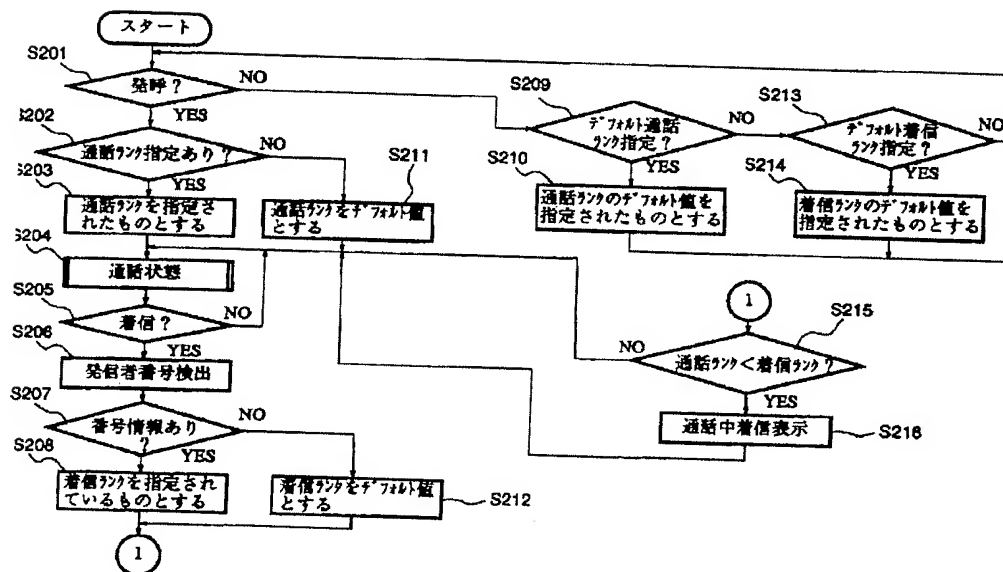 スタート
S201
発呼?
NO
YES
S202
通話ランク指定あり?
NO
YES
S203
通話ランクを指定さ
れたものとする
S211
通話ランクをデフォルト値
とする
S204
通話状態
S205
着信?
NO
YES
S206
発信者番号検出
S207
番号情報あり
?
NO
YES
S208
着信ランクを指定され
ているものとする
着信ランクをデフォルト値
とする
S212
1
S209
デフォルト通話
ランク指定?
NO
YES
S210
通話ランクのデフォルト値を
指定されたものとする
S213
デフォルト着信
ランク指定?
NO
YES
S214
着信ランクのデフォルト値を
指定されたものとする
1
S215
通話ランク<着信ランク?
NO
YES
通話中着信表示
S216